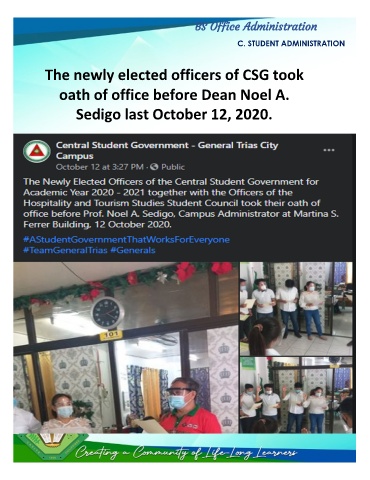 BS Office Administration
C. STUDENT ADMINISTRATION
The newly elected officers of CSG took
oath of office before Dean Noel A.
Sedigo last October 12, 2020.
Central Student Government - General Trias City
Campus
October 12 at 3:27 PM · Public
The Newly Elected Officers of the Central Student Government for
Academic Year 2020 - 2021 together with the Officers of the
Hospitality and Tourism Studies Student Council took their oath of
office before Prof. Noel A. Sedigo, Campus Administrator at Martina S.
Ferrer Building, 12 October 2020.
#AStudentGovernmentThatWorksForEveryone
#TeamGeneralTrias #Generals
101
Creating a Community of Life-Long Learners